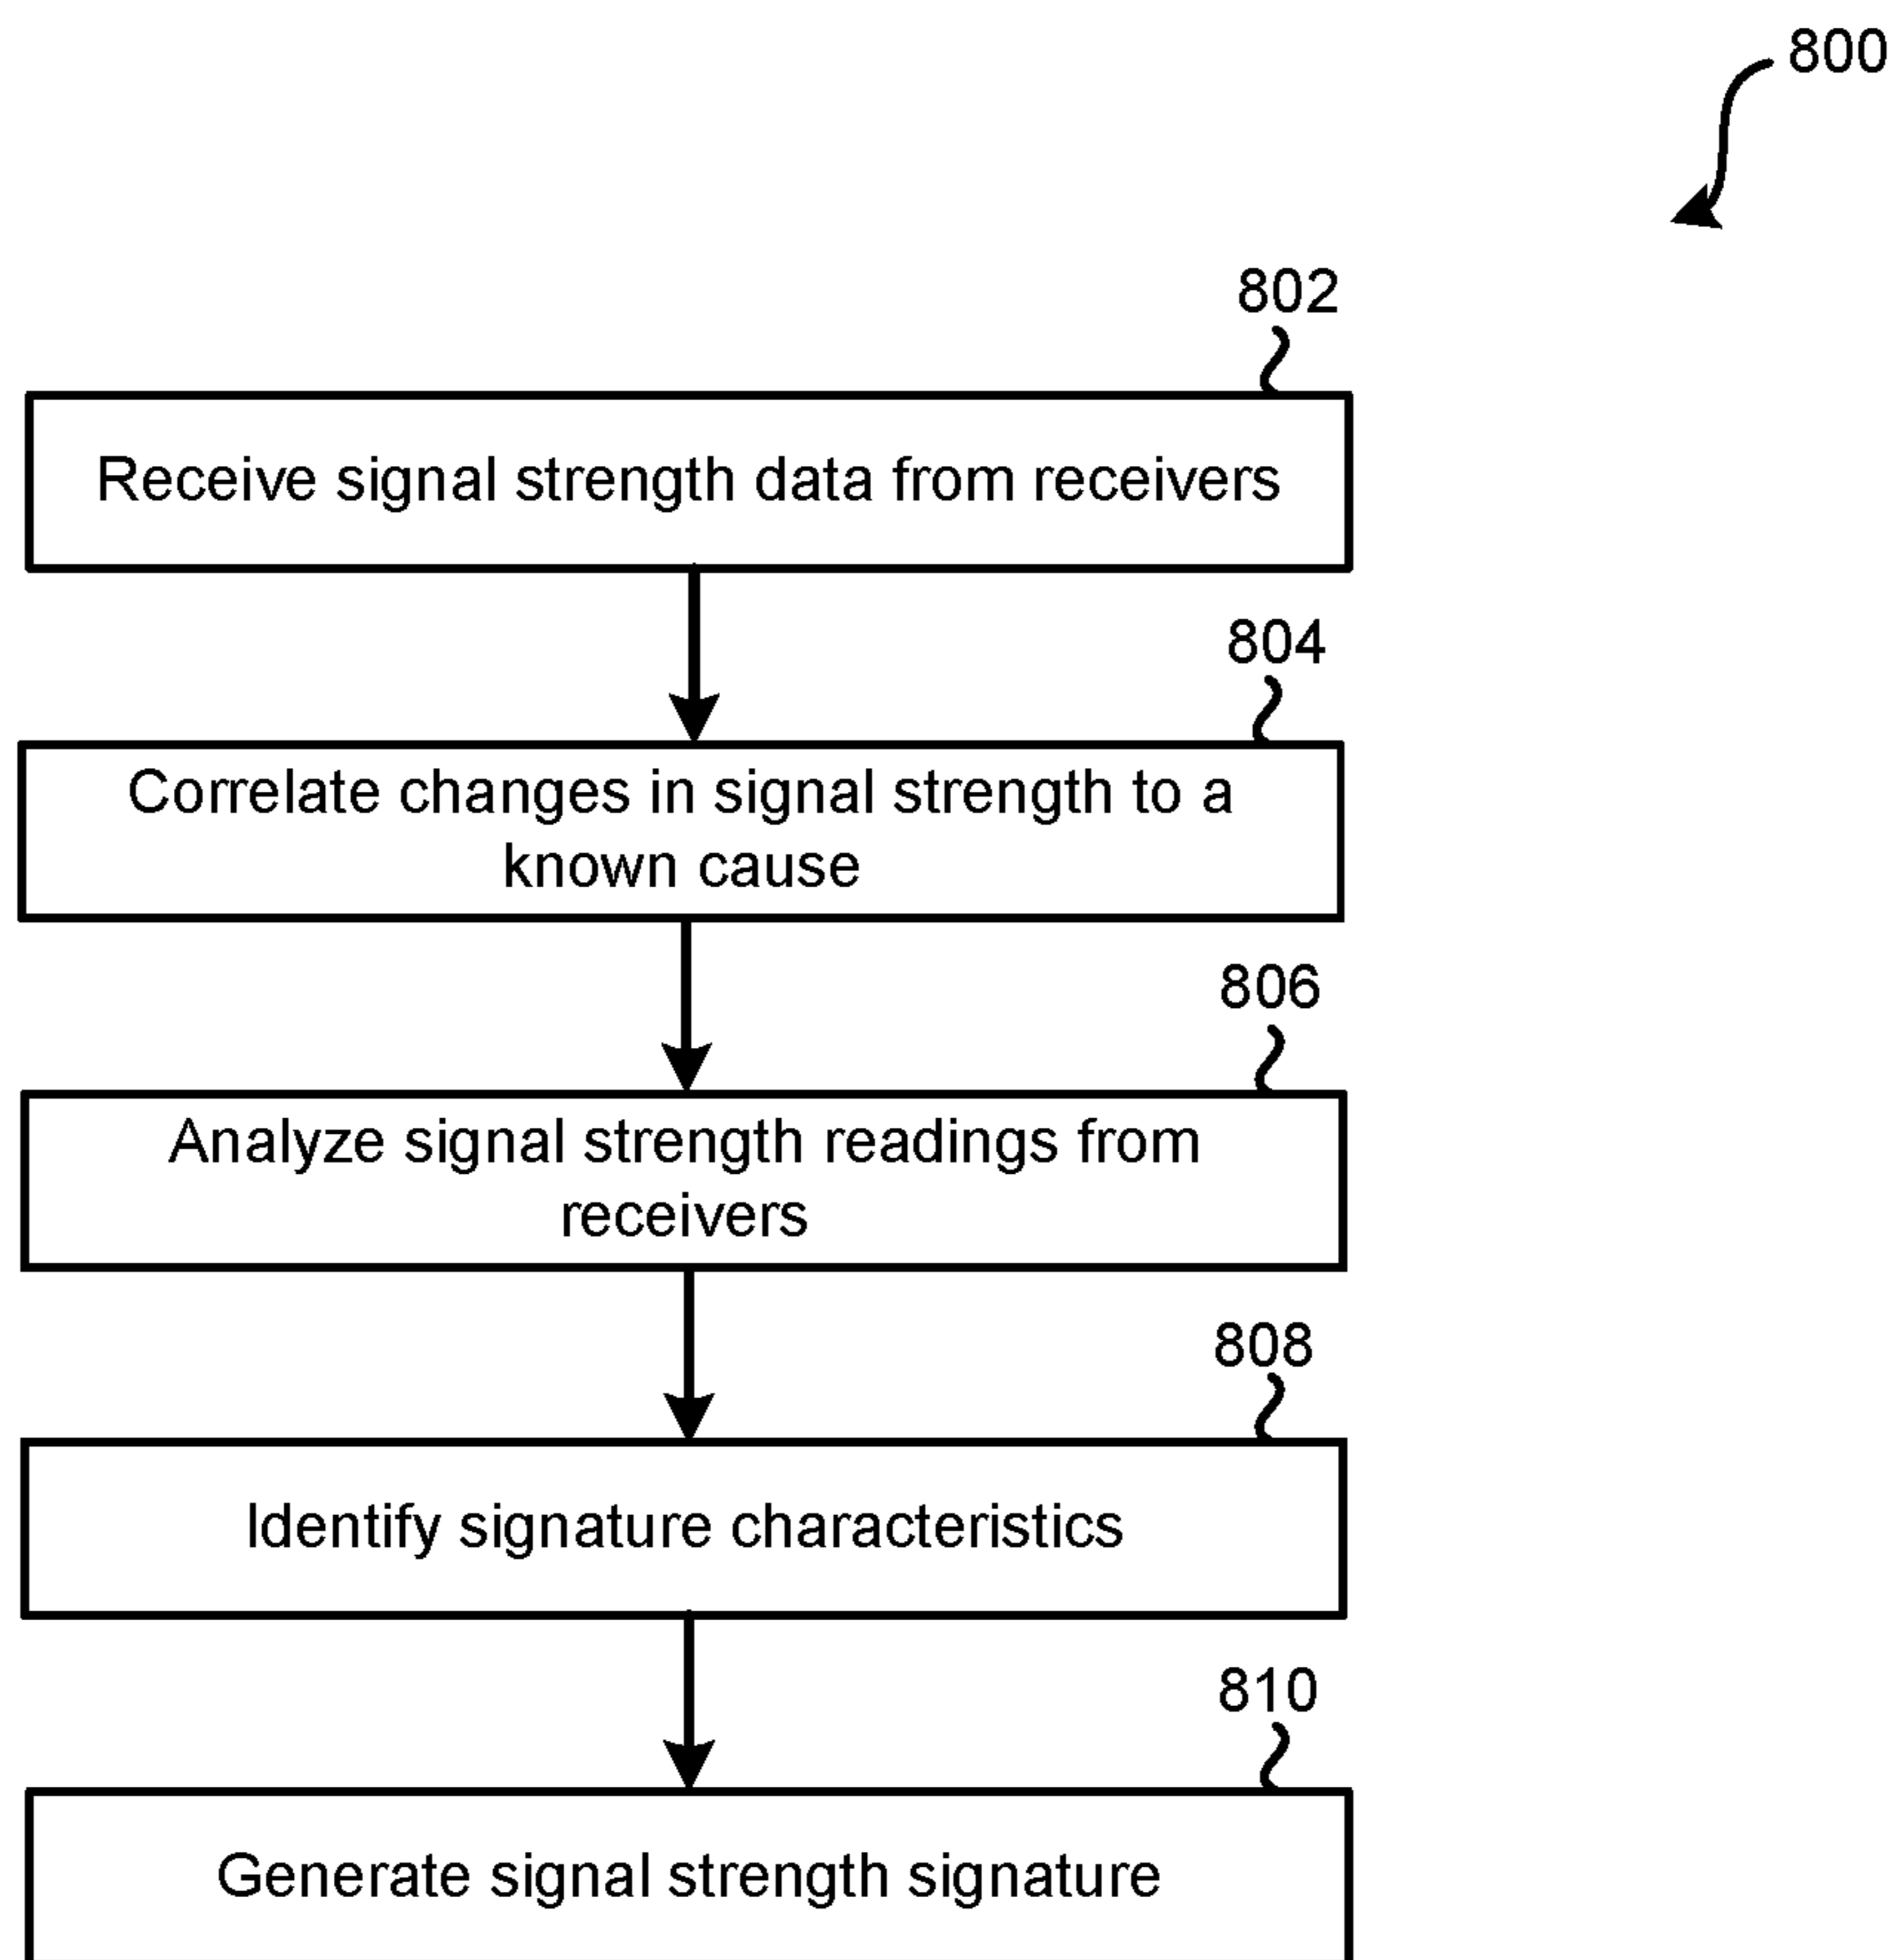 800
802
Receive signal strength data from receivers
804
Correlate changes in signal strength to a
known cause
806
Analyze signal strength readings from
receivers
808
Identify signature characteristics
810
Generate signal strength signature